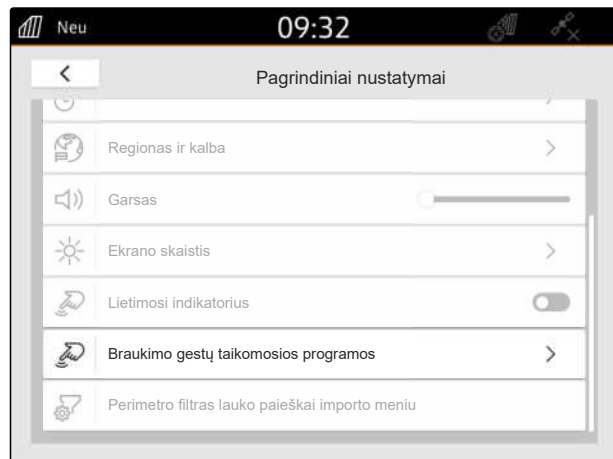 Neu
09:32
Pagrindiniai nustatymai
Regionas ir kalba
Garsas
Ekrano skaistis
Lietimosi indikatorius
Braukimo gestų taikomosios programos
Perimetro filtras lauko paieškai importo meniu